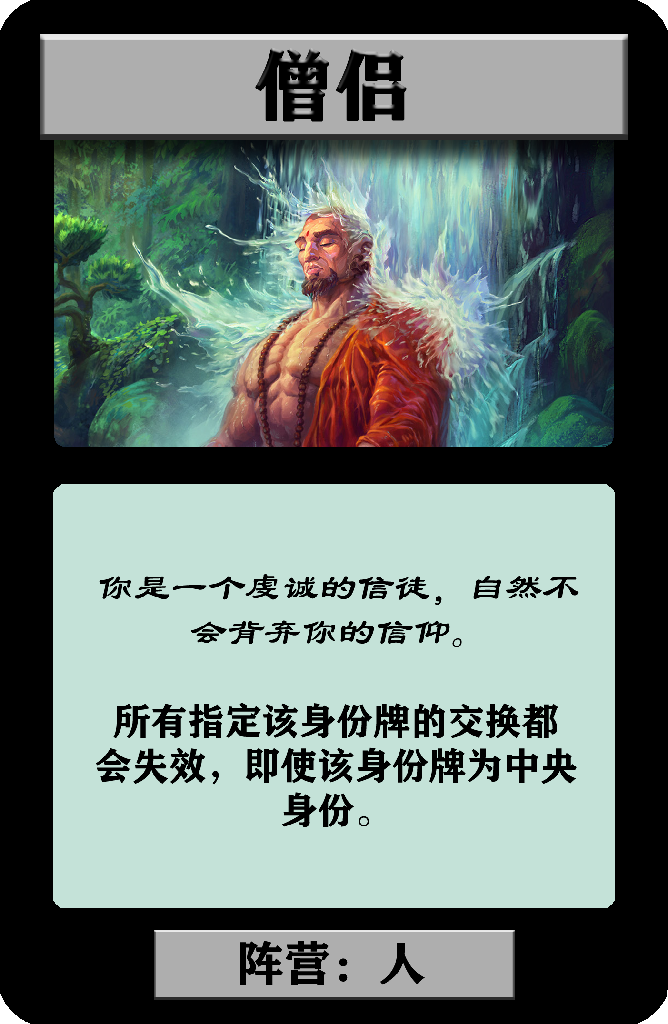 僧侣
你是一个虔诚的信徒，自然不
会背弃你的信仰。
所有指定该身份牌的交换都
会失效，即使该身份牌为中央
身份。
阵营：人